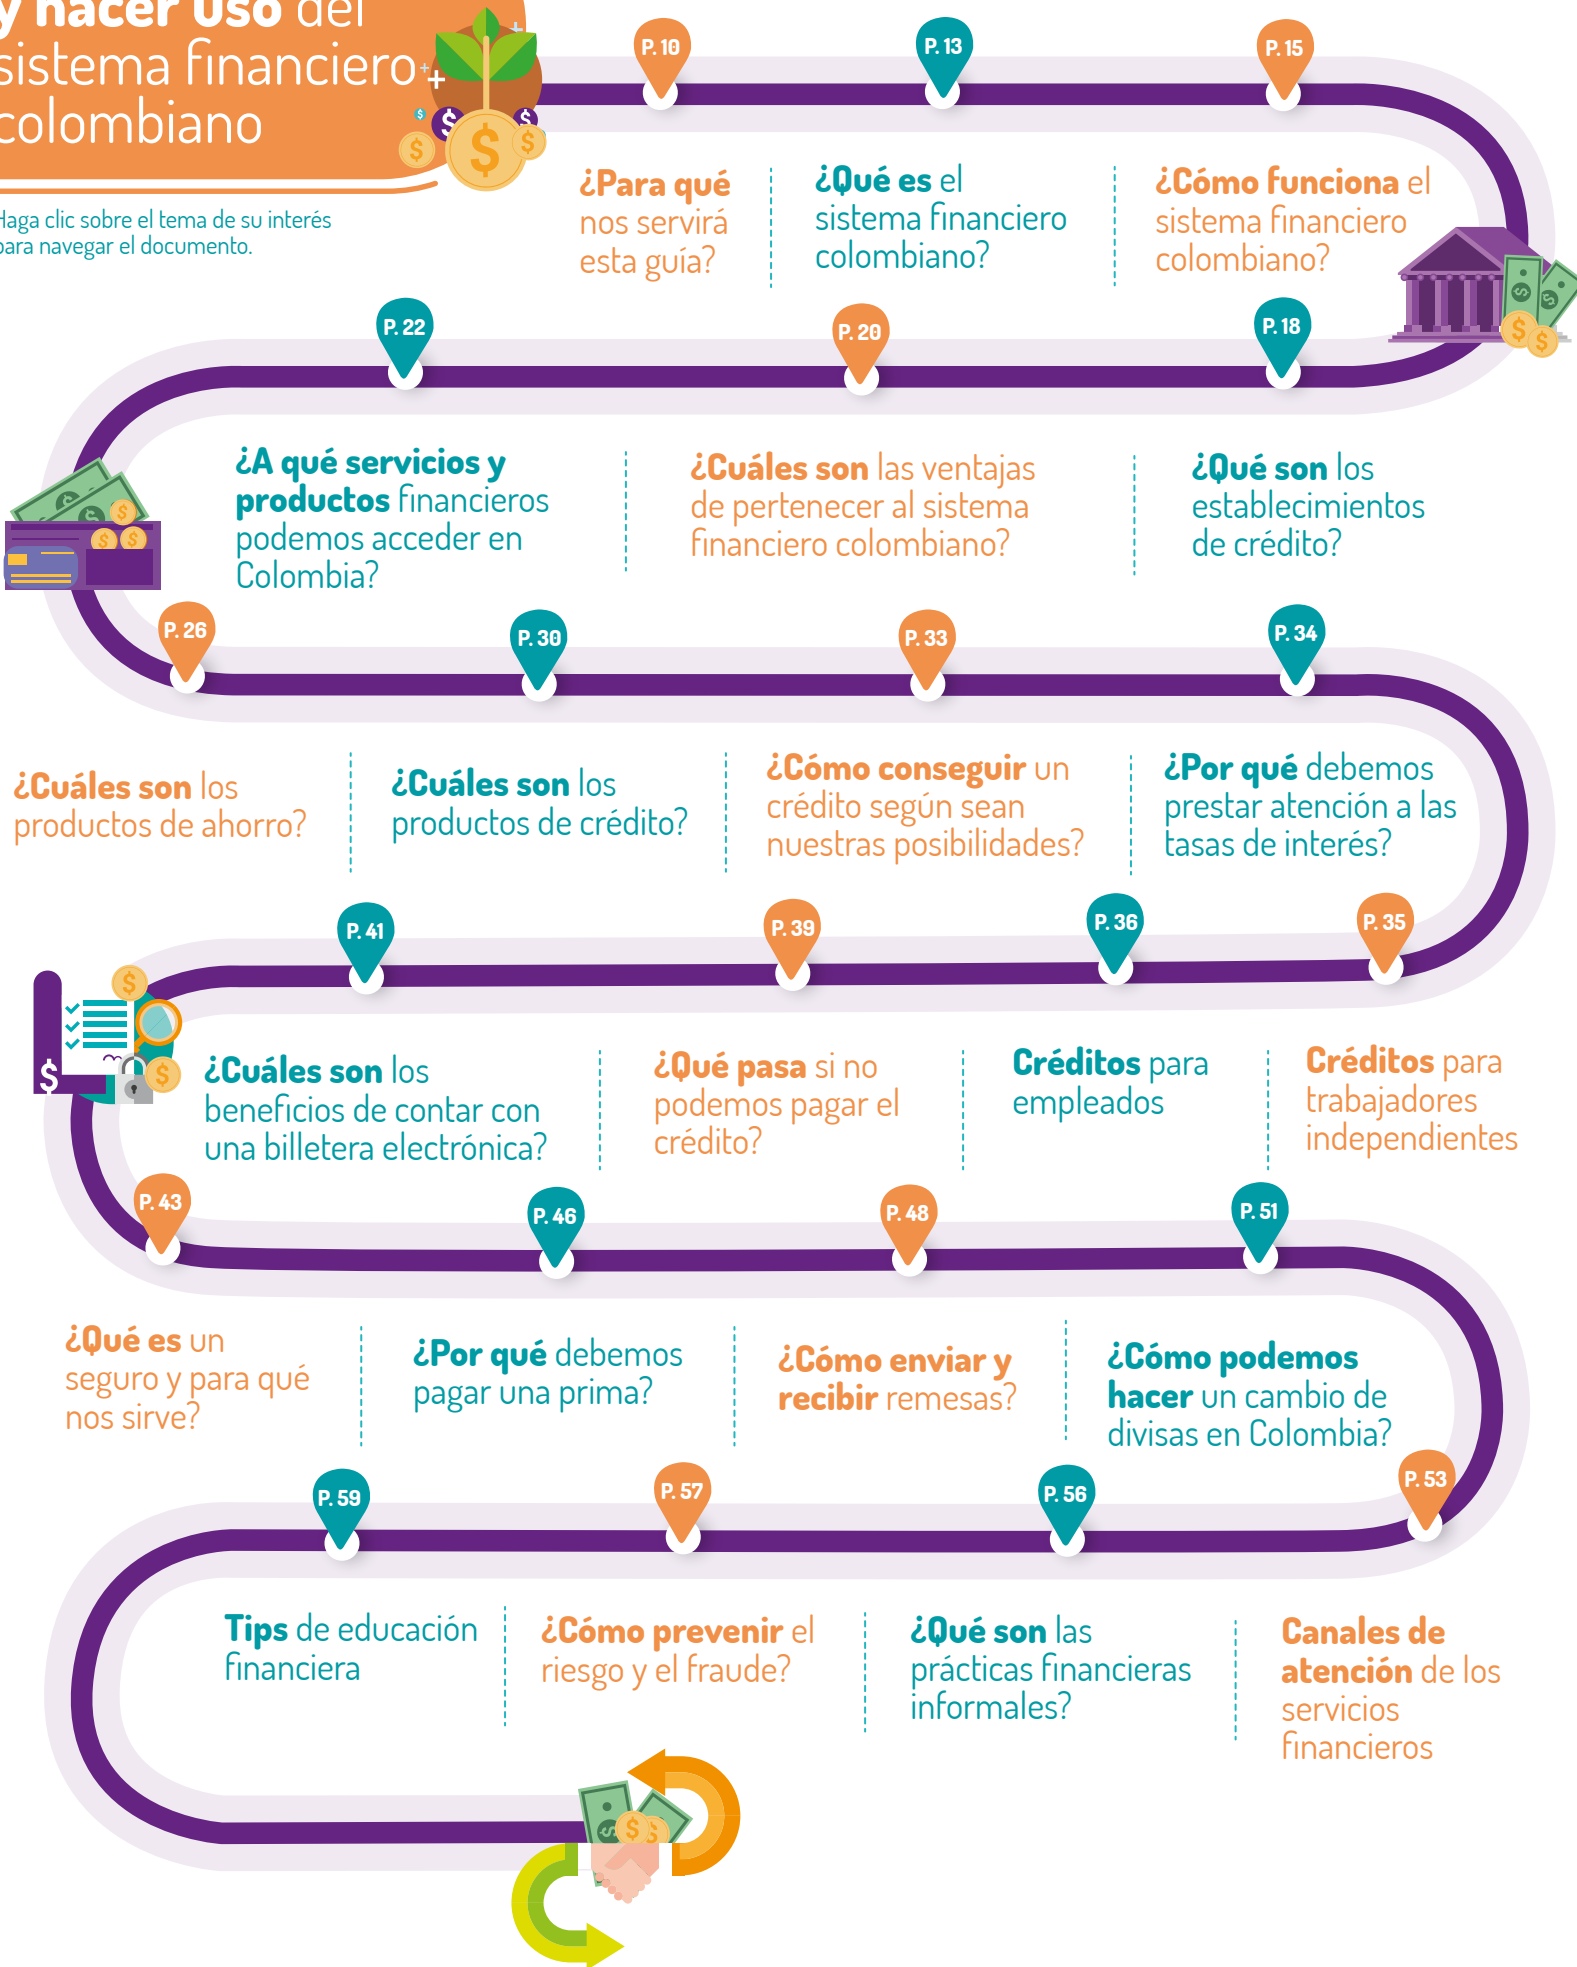 y hacer uso del
sistema financiero
colombiano
Haga clic sobre el tema de su interés
para navegar el documento.
P. 10
P. 13
P. 15
¿Para qué
nos servirá
esta guía?
¿Qué es el
sistema financiero
colombiano?
¿Cómo funciona el
sistema financiero
colombiano?
P. 22
P. 20
P. 18
¿A qué servicios y
productos financieros
podemos acceder en
Colombia?
¿Cuáles son las ventajas
de pertenecer al sistema
financiero colombiano?
¿Qué son los
establecimientos
de crédito?
P. 26
P. 30
P. 33
P. 34
¿Cuáles son los
productos de ahorro?
¿Cuáles son los
productos de crédito?
¿Cómo conseguir un
crédito según sean
nuestras posibilidades?
¿Por qué debemos
prestar atención a las
tasas de interés?
P. 41
P. 39
P. 36
P. 35
¿Cuáles son los
beneficios de contar con
una billetera electrónica?
¿Qué pasa si no
podemos pagar el
crédito?
Créditos para
empleados
Créditos para
trabajadores
independientes
P. 43
P. 46
P. 48
P. 51
¿Qué es un
seguro y para qué
nos sirve?
¿Por qué debemos
pagar una prima?
¿Cómo enviar y
recibir remesas?
¿Cómo podemos
hacer un cambio de
divisas en Colombia?
P. 59
P. 57
P. 56
P. 53
Tips de educación
financiera
¿Cómo prevenir el
riesgo y el fraude?
¿Qué son las
prácticas financieras
informales?
Canales de
atención de los
servicios
financieros